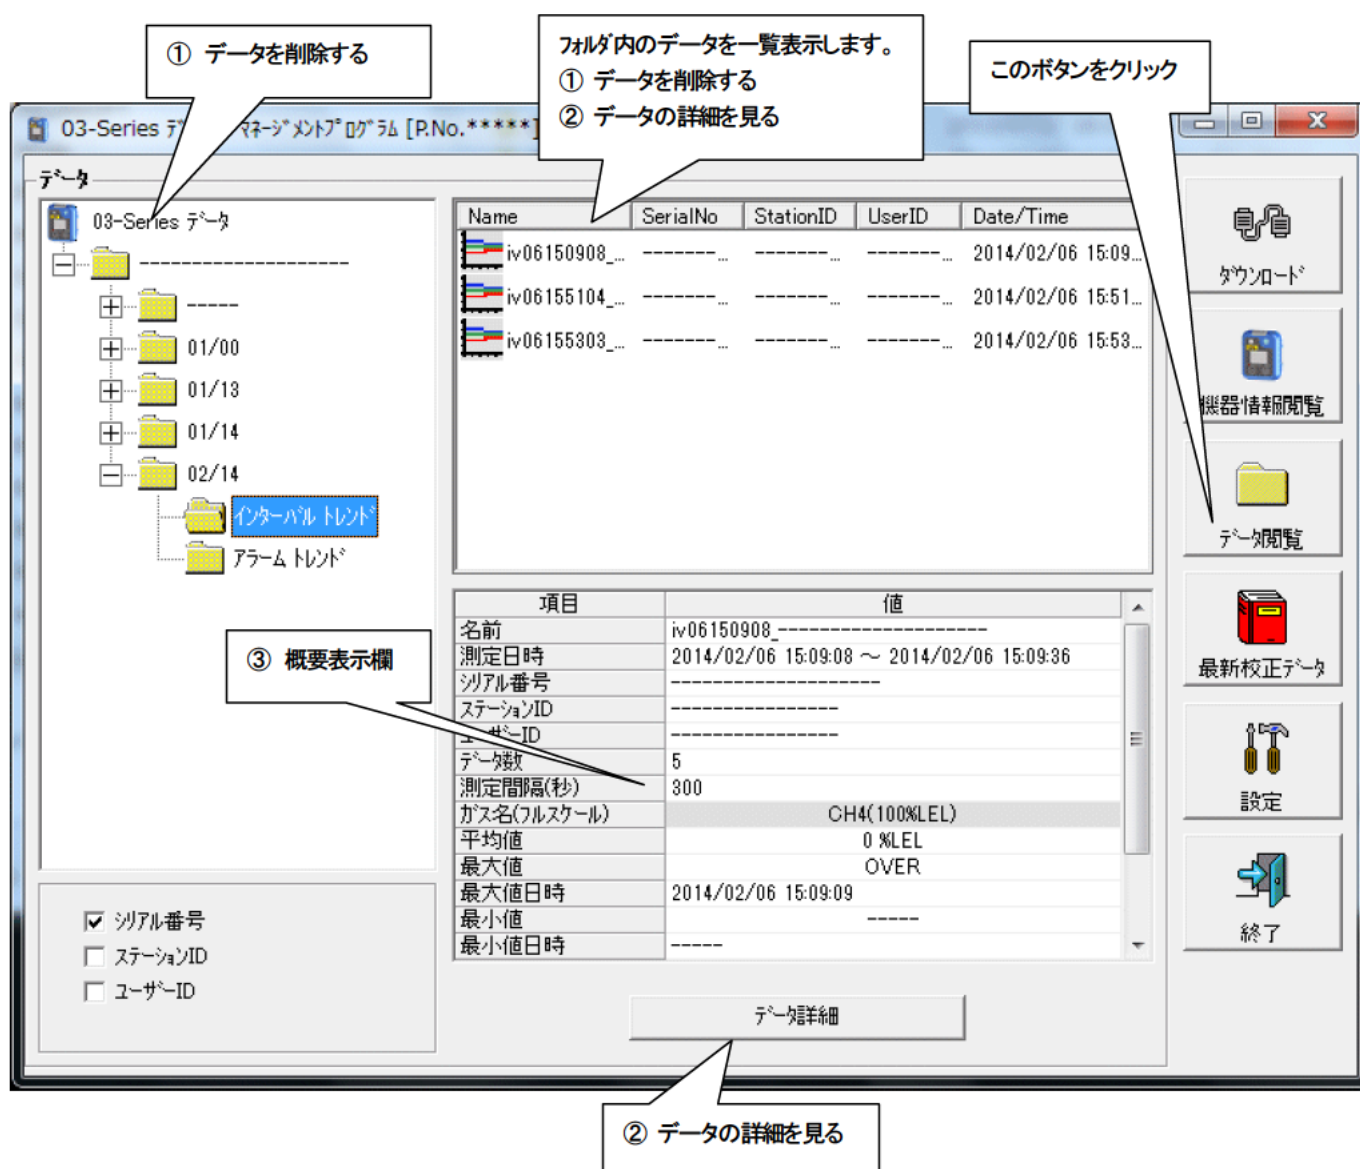 ① データを削除する
フォルダ内のデータを一覧表示します。
① データを削除する
② データの詳細を見る
このボタンをクリック
03-Series デ マネージメントプログラム [P.No.*****]
データ
03-Series データ
--------------------
-----
01/00
01/13
01/14
02/14
インターバル トレンド
アラーム トレンド
Name SerialNo StationID UserID Date/Time
iv06150908_... -------... -------... -------... 2014/02/06 15:09...
iv06155104_... -------... -------... -------... 2014/02/06 15:51...
iv06155303_... -------... -------... -------... 2014/02/06 15:53...
ダウンロード
機器情報閲覧
データ閲覧
最新校正データ
設定
終了
③ 概要表示欄
項目 値
名前 iv06150908_--------------------
測定日時 2014/02/06 15:09:08 ～ 2014/02/06 15:09:36
シリアル番号 --------------------
ステーションID ----------------
ユーザーID ----------------
データ数 5
測定間隔(秒) 300
ガス名(フルスケール) CH4(100%LEL)
平均値 0 %LEL
最大値 OVER
最大値日時 2014/02/06 15:09:09
最小値 -----
最小値日時 -----
シリアル番号
ステーションID
ユーザーID
データ詳細
② データの詳細を見る